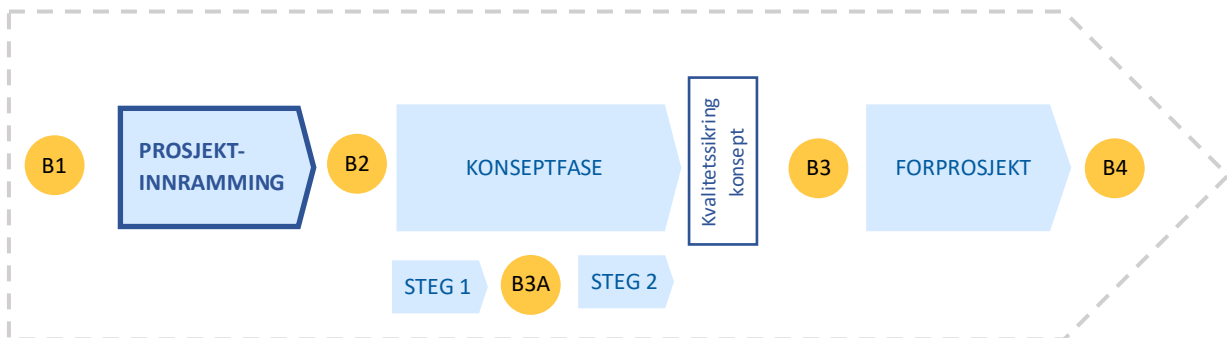 B1
PROSJEKT-
INNRAMMING
B2
KONSEPTFASE
Kvalitetssikring
konsept
B3
FORPROSJEKT
B4
STEG 1
B3A
STEG 2